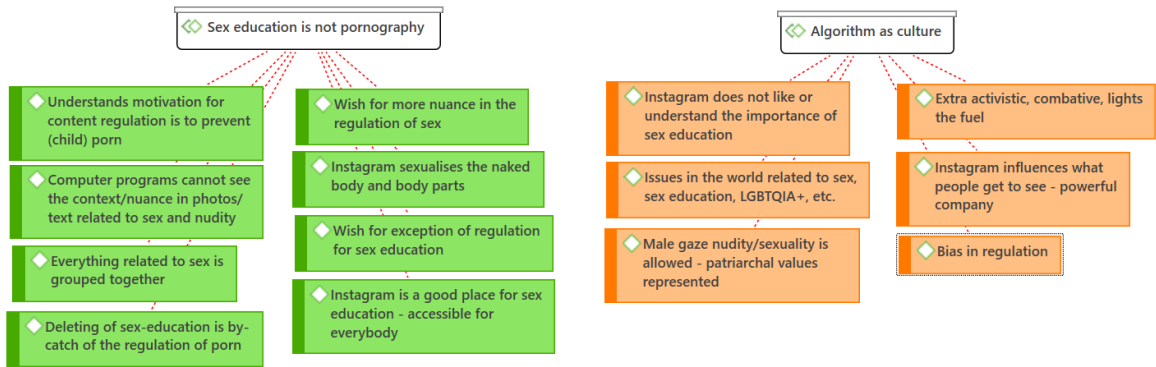 Sex education is not pornography
Understands motivation for
content regulation is to prevent
(child) porn
Computer programs cannot see
the context/nuance in photos/
text related to sex and nudity
Everything related to sex is
grouped together
Deleting of sex-education is by-
catch of the regulation of porn
Wish for more nuance in the
regulation of sex
Instagram sexualises the naked
body and body parts
Wish for exception of regulation
for sex education
Instagram is a good place for sex
education - accessible for
everybody
Algorithm as culture
Instagram does not like or
understand the importance of
sex education
Issues in the world related to sex,
sex education, LGBTQIA+, etc.
Male gaze nudity/sexuality is
allowed - patriarchal values
represented
Extra activistic, combative, lights
the fuel
Instagram influences what
people get to see - powerful
company
Bias in regulation